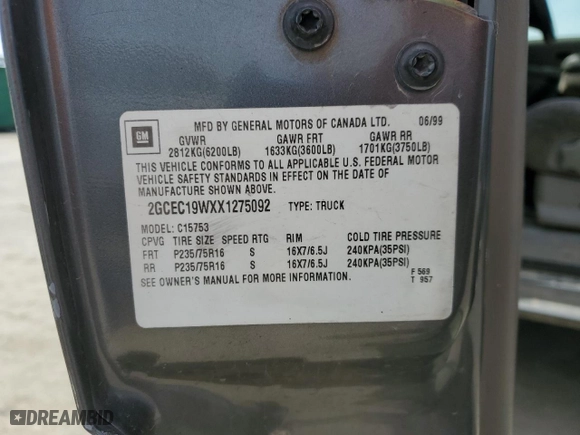 GM
MFD BY GENERAL MOTORS OF CANADA LTD. 06/99
GVWR GAWR FRT GAWR RR
2812KG(6200LB) 1633KG(3600LB) 1701KG(3750LB)
THIS VEHICLE CONFORMS TO ALL APPLICABLE U.S. FEDERAL MOTOR
VEHICLE SAFETY STANDARDS IN EFFECT ON THE DATE OF
MANUFACTURE SHOWN ABOVE.
2GCEC19WXX1275092 TYPE: TRUCK
MODEL: C15753
CPVG TIRE SIZE SPEED RTG RIM COLD TIRE PRESSURE
FRT P235/75R16 S 16X7/6.5J 240KPA(35PSI)
RR P235/75R16 S 16X7/6.5J 240KPA(35PSI)
SEE OWNER'S MANUAL FOR MORE INFORMATION.
F 569
T 957
DREAMBID